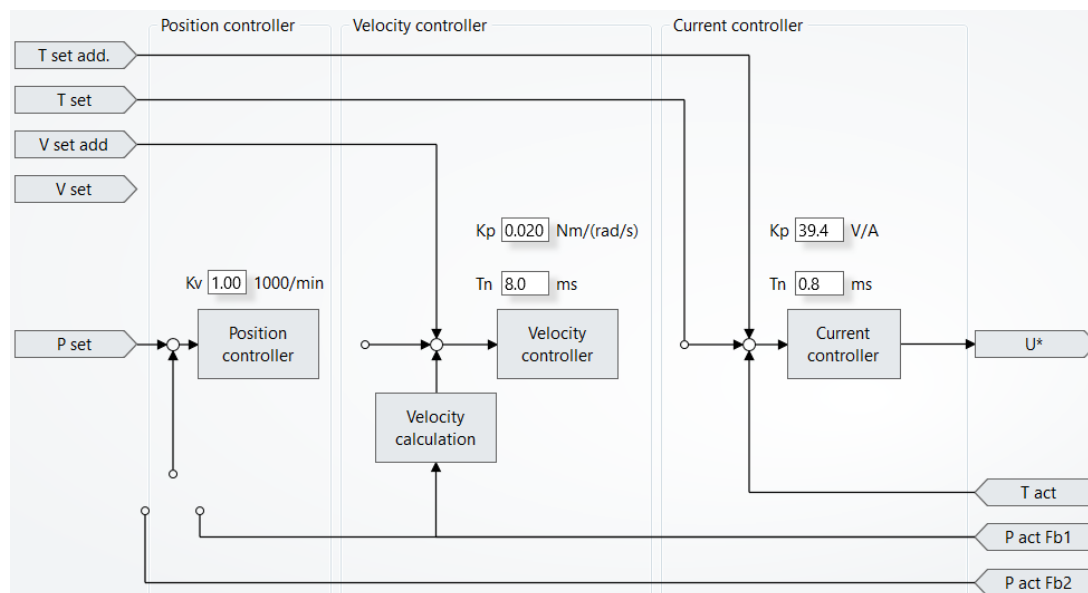 Position controller
Velocity controller
Current controller
T set add.
T set
V set add
V set
Kp 0.020 Nm/(rad/s)
Kp 39.4 V/A
Kv 1.00 1000/min
Tn 8.0 ms
Tn 0.8 ms
P set
Position
controller
Velocity
controller
Current
controller
U*
Velocity
calculation
T act
P act Fb1
P act Fb2